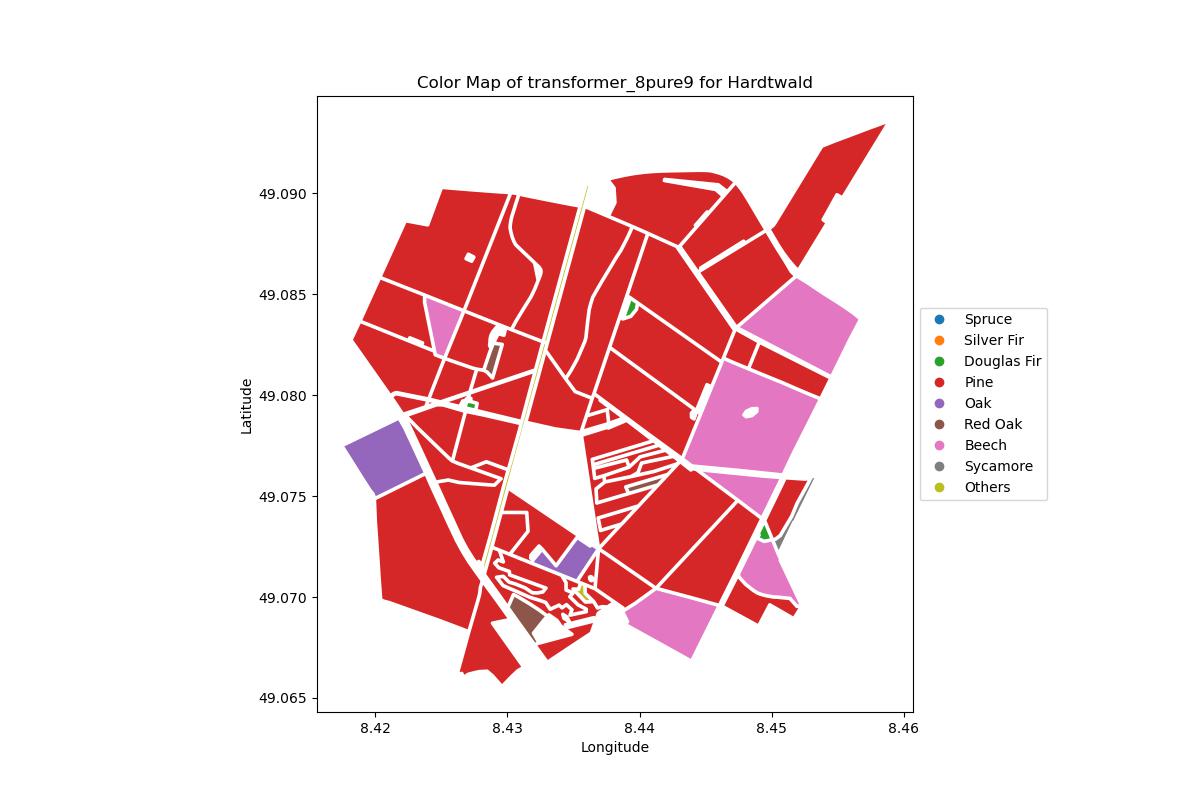 Color Map of transformer_8pure9 for Hardtwald
49.090
49.085
49.080
49.075
49.070
49.065
Latitude
8.42 8.43 8.44 8.45 8.46
Longitude
Spruce
Silver Fir
Douglas Fir
Pine
Oak
Red Oak
Beech
Sycamore
Others